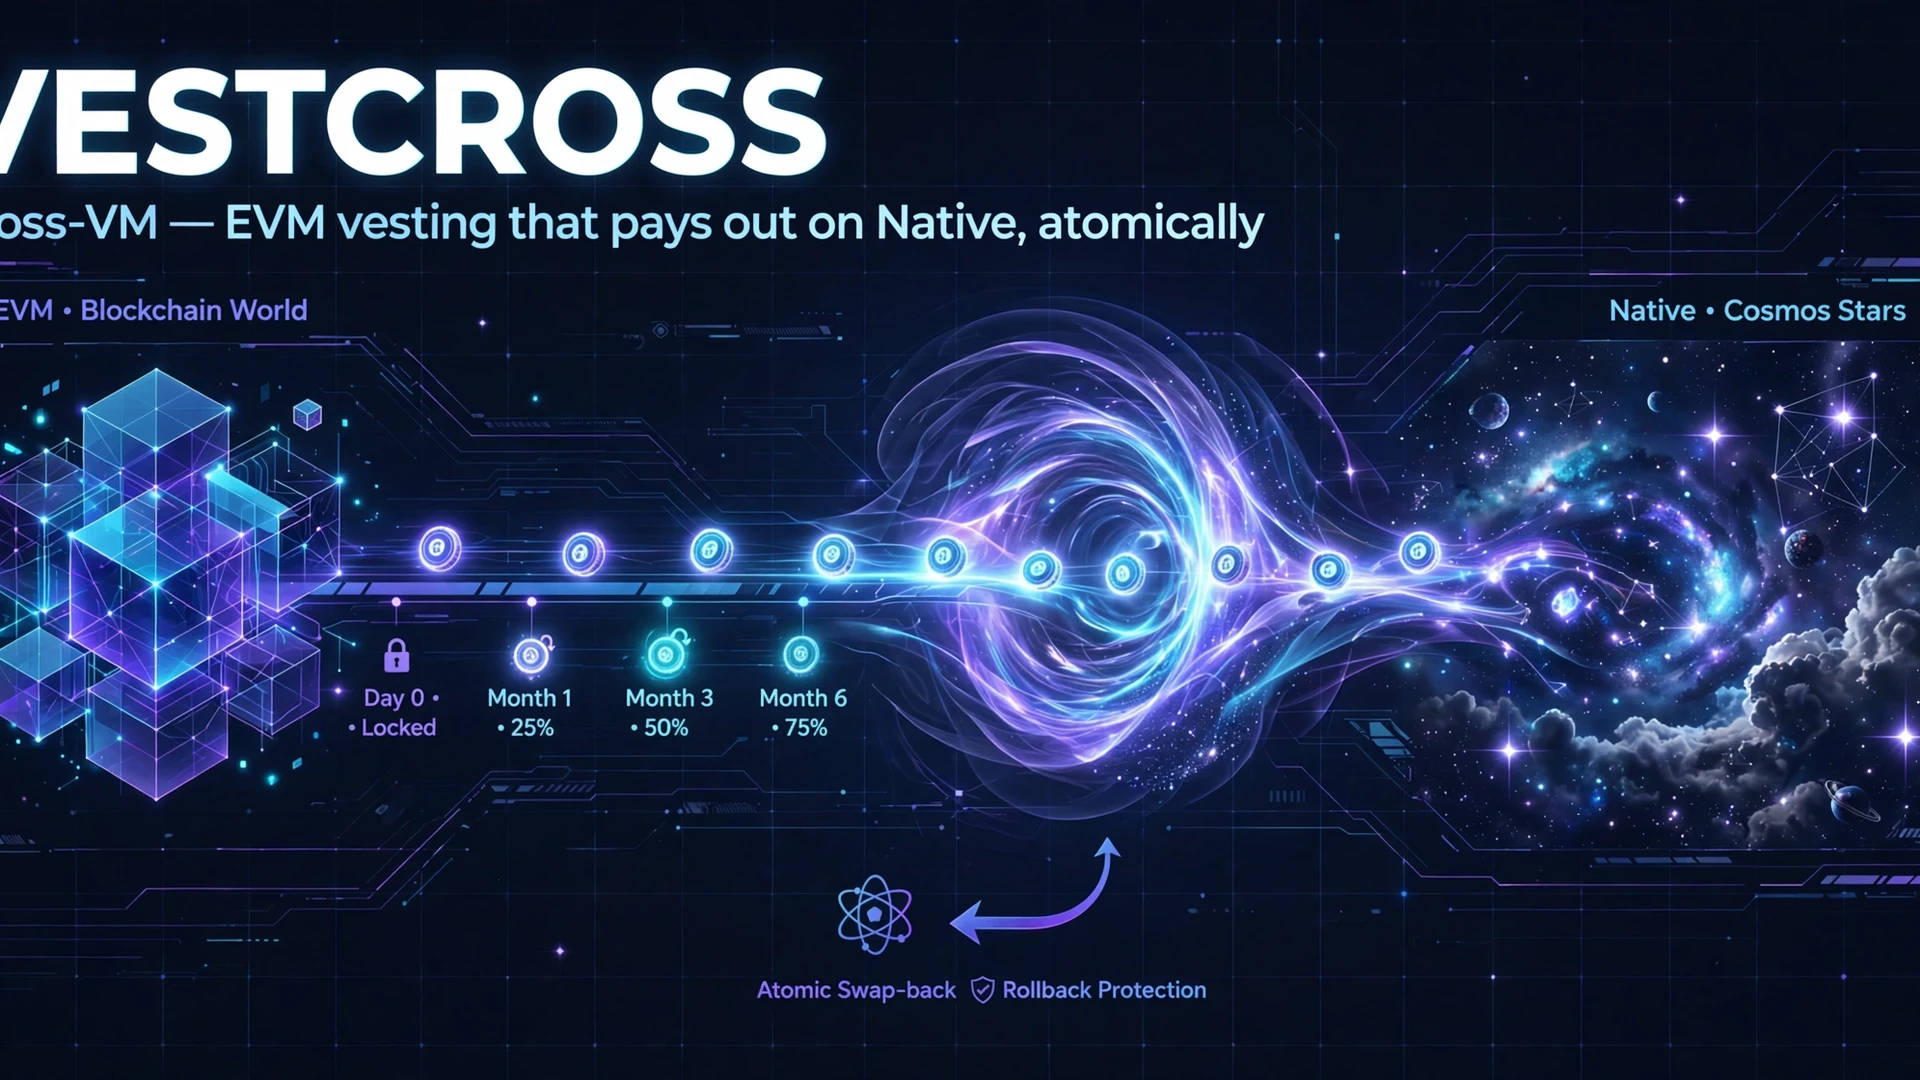 VESTCROSS
oss-VM — EVM vesting that pays out on Native, atomically
EVM • Blockchain World
Native • Cosmos Stars
Day 0 •
• Locked
Month 1
• 25%
Month 3
• 50%
Month 6
• 75%
Atomic Swap-back
Rollback Protection